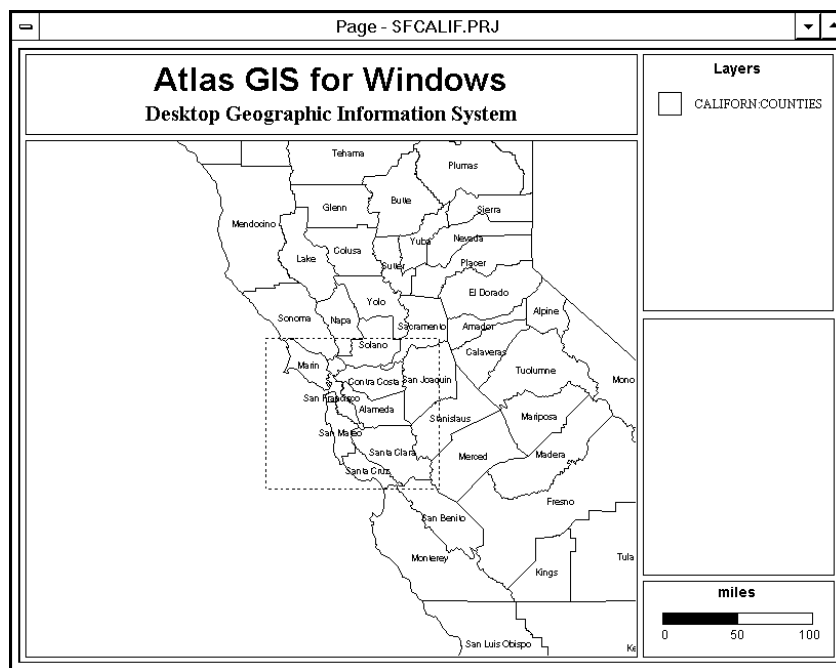 Page - SFCALIF.PRJ
Atlas GIS for Windows
Desktop Geographic Information System
Layers
CALIFORN:COUNTIES
Tehama
Plumas
Butte
Glenn
Sierra
Mendocino
Yuba
Nevada
Colusa
Lake
Sutter
Placer
El Dorado
Yolo
Alpine
Sonoma
Napa
Sacramento
Amador
Solano
Calaveras
Marin
Tuolumne
Contra Costa
San Joaquin
Mono
San Francisco
Alameda
Stanislaus
Mariposa
San Mateo
Santa Clara
Merced
Madera
Santa Cruz
Fresno
San Benito
Monterey
Kings
Tula
San Luis Obispo
Ke
miles
0 50 100